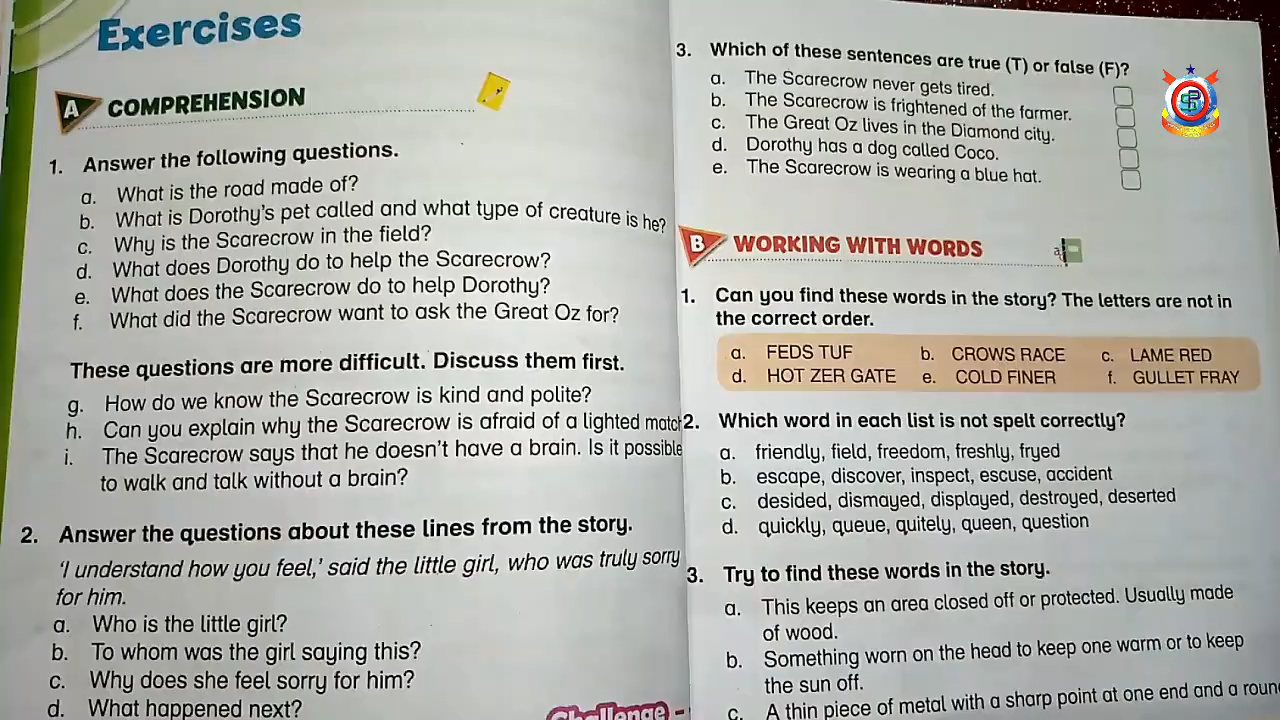 Exercises
A COMPREHENSION
1. Answer the following questions.
a. What is the road made of?
b. What is Dorothy's pet called and what type of creature is he?
c. Why is the Scarecrow in the field?
d. What does Dorothy do to help the Scarecrow?
e. What does the Scarecrow do to help Dorothy?
f. What did the Scarecrow want to ask the Great Oz for?
These questions are more difficult. Discuss them first.
g. How do we know the Scarecrow is kind and polite?
h. Can you explain why the Scarecrow is afraid of a lighted match
i. The Scarecrow says that he doesn't have a brain. Is it possible
to walk and talk without a brain?
2. Answer the questions about these lines from the story.
'I understand how you feel,' said the little girl, who was truly sorry
for him.
a. Who is the little girl?
b. To whom was the girl saying this?
c. Why does she feel sorry for him?
d. What happened next?
Challenge -
3. Which of these sentences are true (T) or false (F)?
a. The Scarecrow never gets tired.
b. The Scarecrow is frightened of the farmer.
c. The Great Oz lives in the Diamond city.
d. Dorothy has a dog called Coco.
e. The Scarecrow is wearing a blue hat.
B WORKING WITH WORDS
1. Can you find these words in the story? The letters are not in
the correct order.
a. FEDS TUF b. CROWS RACE c. LAME RED
d. HOT ZER GATE e. COLD FINER f. GULLET FRAY
2. Which word in each list is not spelt correctly?
a. friendly, field, freedom, freshly, fryed
b. escape, discover, inspect, escuse, accident
c. desided, dismayed, displayed, destroyed, deserted
d. quickly, queue, quitely, queen, question
3. Try to find these words in the story.
a. This keeps an area closed off or protected. Usually made
of wood.
b. Something worn on the head to keep one warm or to keep
the sun off.
c. A thin piece of metal with a sharp point at one end and a roun